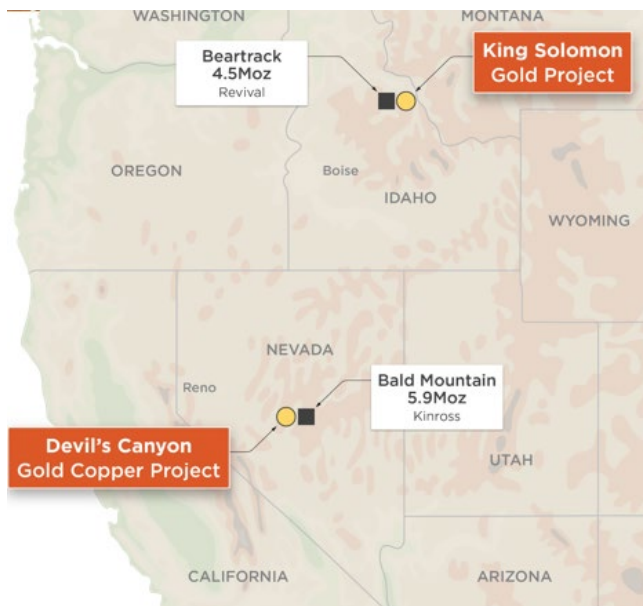 WASHINGTON
MONTANA
Beartrack
4.5Moz
Revival
King Solomon
Gold Project
OREGON
Boise
IDAHO
WYOMING
NEVADA
Reno
Bald Mountain
5.9Moz
Kinross
Devil's Canyon
Gold Copper Project
UTAH
CALIFORNIA
ARIZONA